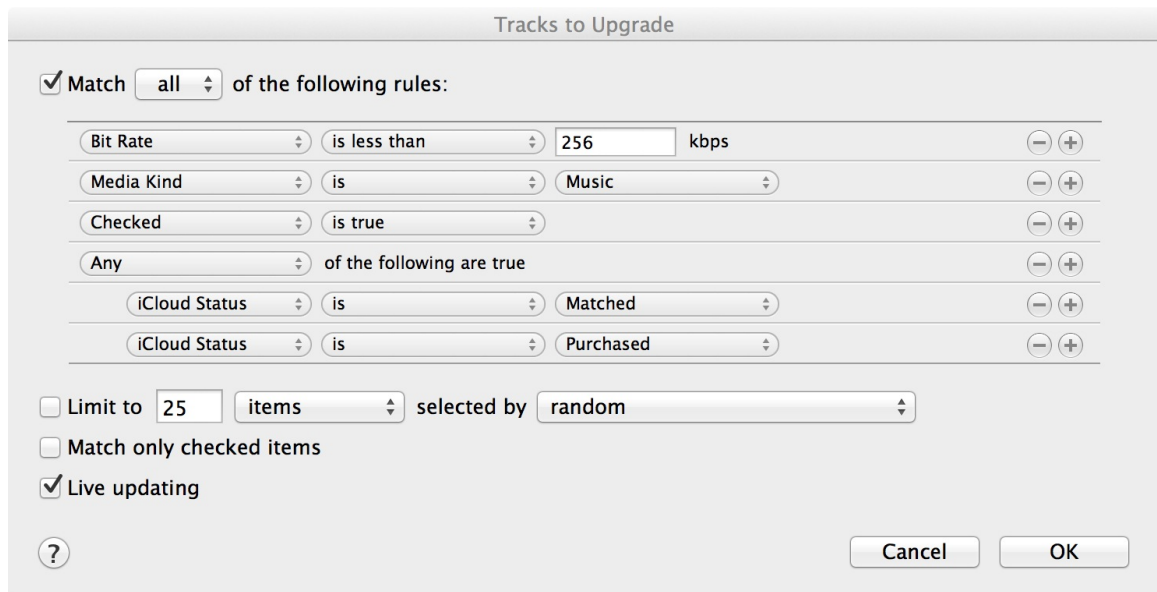 Tracks to Upgrade
Match all of the following rules:
Bit Rate is less than 256 kbps
Media Kind is Music
Checked is true
Any of the following are true
iCloud Status is Matched
iCloud Status is Purchased
Limit to 25 items selected by random
Match only checked items
Live updating
? Cancel OK